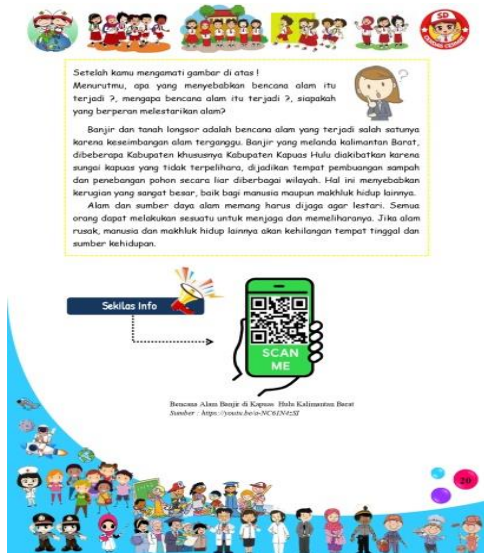 SD
Setelah kamu mengamati gambar di atas !
Menurutmu, apa yang menyebabkan bencana alam itu
terjadi ?, mengapa bencana alam itu terjadi ?, siapakah
yang berperan melestarikan alam?
Banjir dan tanah longsor adalah bencana alam yang terjadi salah satunya
karena keseimbangan alam terganggu. Banjir yang melanda kalimantan Barat,
dibeberapa Kabupaten khususnya Kabupaten Kapuas Hulu diakibatkan karena
sungai kapuas yang tidak terpelihara, dijadikan tempat pembuangan sampah
dan penebangan pohon secara liar diberbagai wilayah. Hal ini menyebabkan
kerugian yang sangat besar, baik bagi manusia maupun makhluk hidup lainnya.
Alam dan sumber daya alam memang harus dijaga agar lestari. Semua
orang dapat melakukan sesuatu untuk menjaga dan memeliharanya. Jika alam
rusak, manusia dan makhluk hidup lainnya akan kehilangan tempat tinggal dan
sumber kehidupan.
Sekilas Info
SCAN
ME
Bencana Alam Banjir di Kapuas Hulu Kalimantan Barat
Sumber :
20